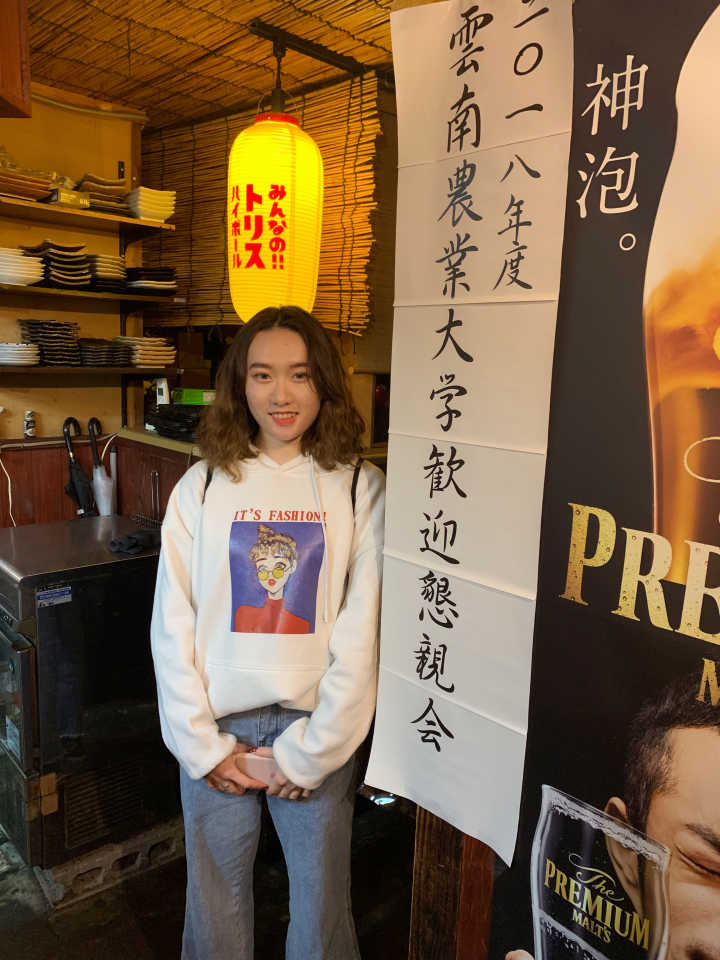 みんなの!!
トリス
ハイボール
二〇一八年度
雲南農業大学歓迎懇親会
神泡。
IT'S FASHION!
PRE
M
The
PREMIUM
MALT'S